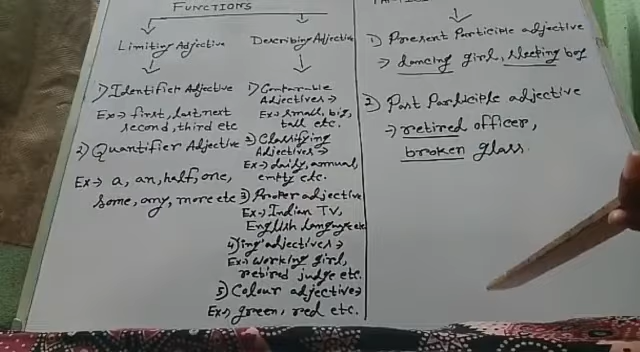 FUNCTIONS
Limiting Adjective
1) Identifier Adjective
Ex→ first, last, next
second, third etc
2) Quantifier Adjective
Ex→ a, an, half, one,
some, any, more etc
Describing Adjective
1) Comparable
Adjectives→
Ex→ small, big,
tall etc.
2) Classifying
Adjectives→
Ex→ daily, annual,
empty etc.
3) Proper adjective
Ex→ Indian TV,
English language etc
4) 'ing' adjectives→
Ex→ working girl,
retired judge etc.
5) Colour adjective→
Ex→ green, red etc.
1) Present Participle adjective
→ dancing girl, sleeping boy
2) Past Participle adjective
→ retired officer,
broken glass.